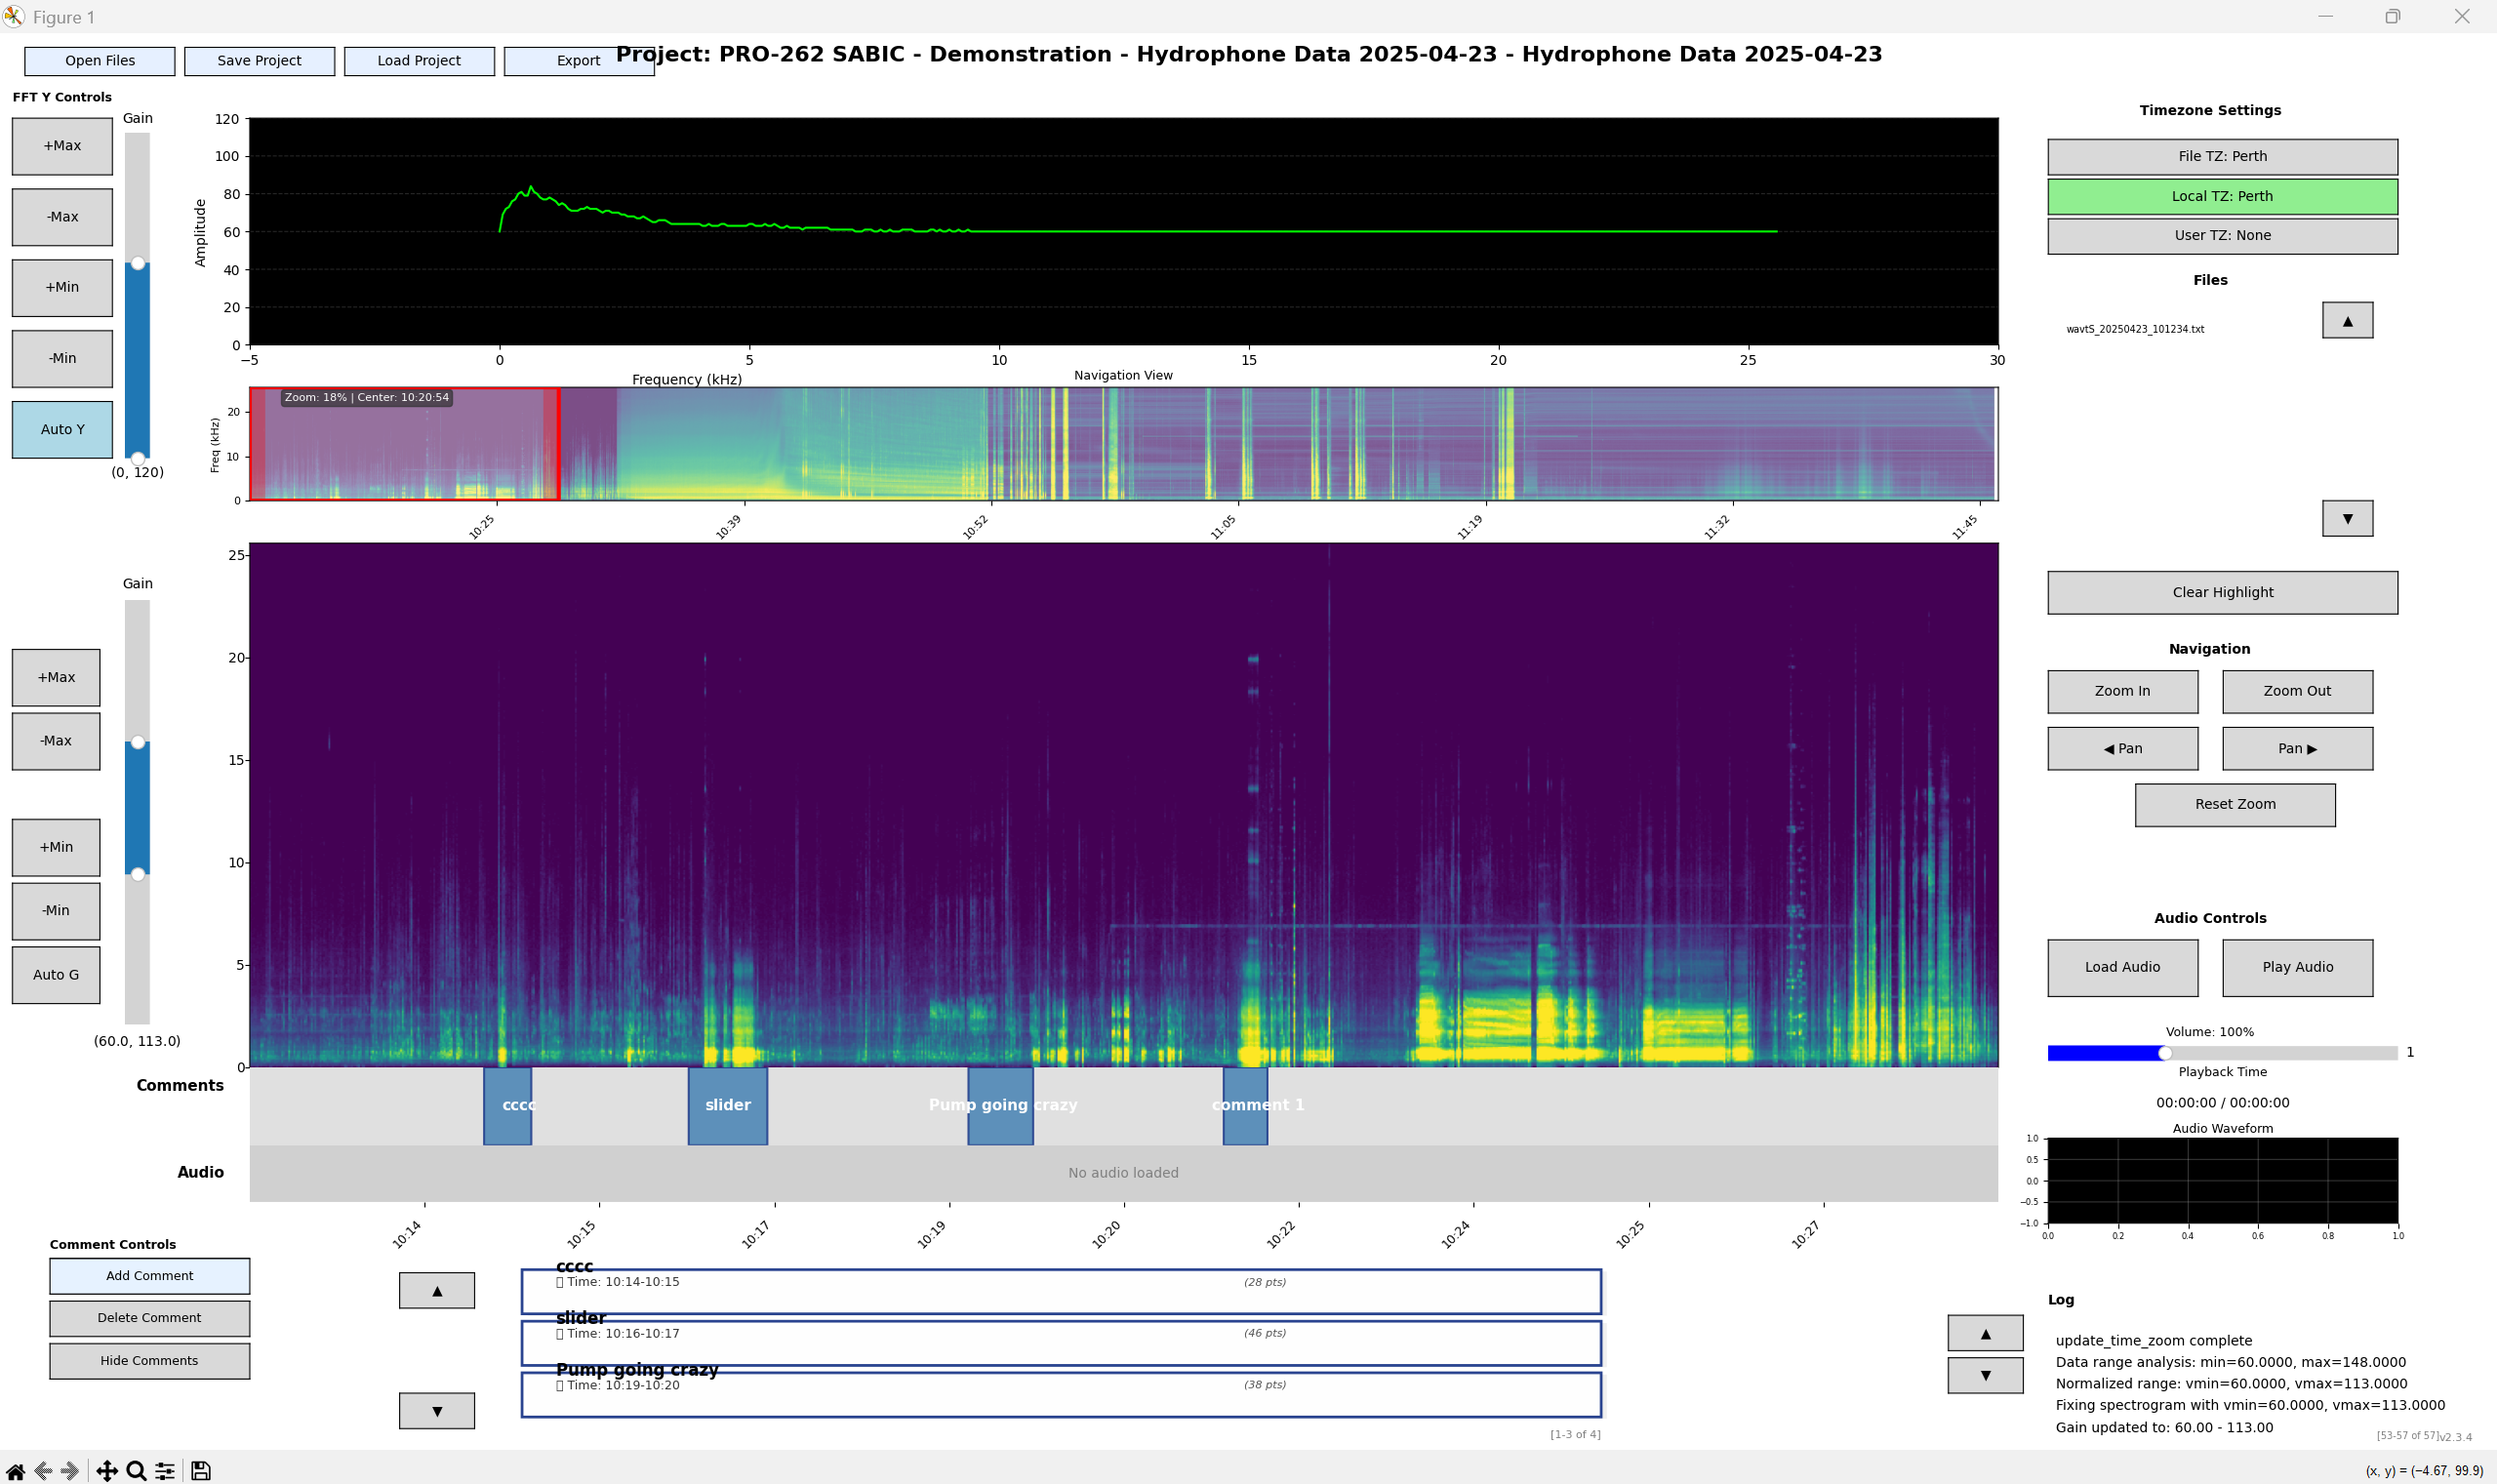 Figure 1
Open Files
Save Project
Load Project
Export
Project: PRO-262 SABIC - Demonstration - Hydrophone Data 2025-04-23 - Hydrophone Data 2025-04-23
FFT Y Controls
Gain
+Max
-Max
+Min
-Min
Auto Y
(0, 120)
120
100
80
60
40
20
0
Amplitude
−5
0
5
10
15
20
25
30
Frequency (kHz)
Navigation View
Zoom: 18% | Center: 10:20:54
20
10
0
Freq (kHz)
10:25
10:39
10:52
11:05
11:19
11:32
11:45
Gain
+Max
-Max
+Min
-Min
Auto G
(60.0, 113.0)
25
20
15
10
5
0
Comments
cccc
slider
Pump going crazy
comment 1
Audio
No audio loaded
10:14
10:15
10:17
10:19
10:20
10:22
10:24
10:25
10:27
Comment Controls
Add Comment
Delete Comment
Hide Comments
▲
▼
cccc
Time: 10:14-10:15
(28 pts)
slider
Time: 10:16-10:17
(46 pts)
Pump going crazy
Time: 10:19-10:20
(38 pts)
[1-3 of 4]
Timezone Settings
File TZ: Perth
Local TZ: Perth
User TZ: None
Files
wavtS_20250423_101234.txt
▲
▼
Clear Highlight
Navigation
Zoom In
Zoom Out
◀ Pan
Pan ▶
Reset Zoom
Audio Controls
Load Audio
Play Audio
Volume: 100%
1
Playback Time
00:00:00 / 00:00:00
Audio Waveform
1.0
0.5
0.0
−0.5
−1.0
0.0
0.2
0.4
0.6
0.8
1.0
Log
▲
▼
update_time_zoom complete
Data range analysis: min=60.0000, max=148.0000
Normalized range: vmin=60.0000, vmax=113.0000
Fixing spectrogram with vmin=60.0000, vmax=113.0000
Gain updated to: 60.00 - 113.00
[53-57 of 57]
v2.3.4
(x, y) = (−4.67, 99.9)